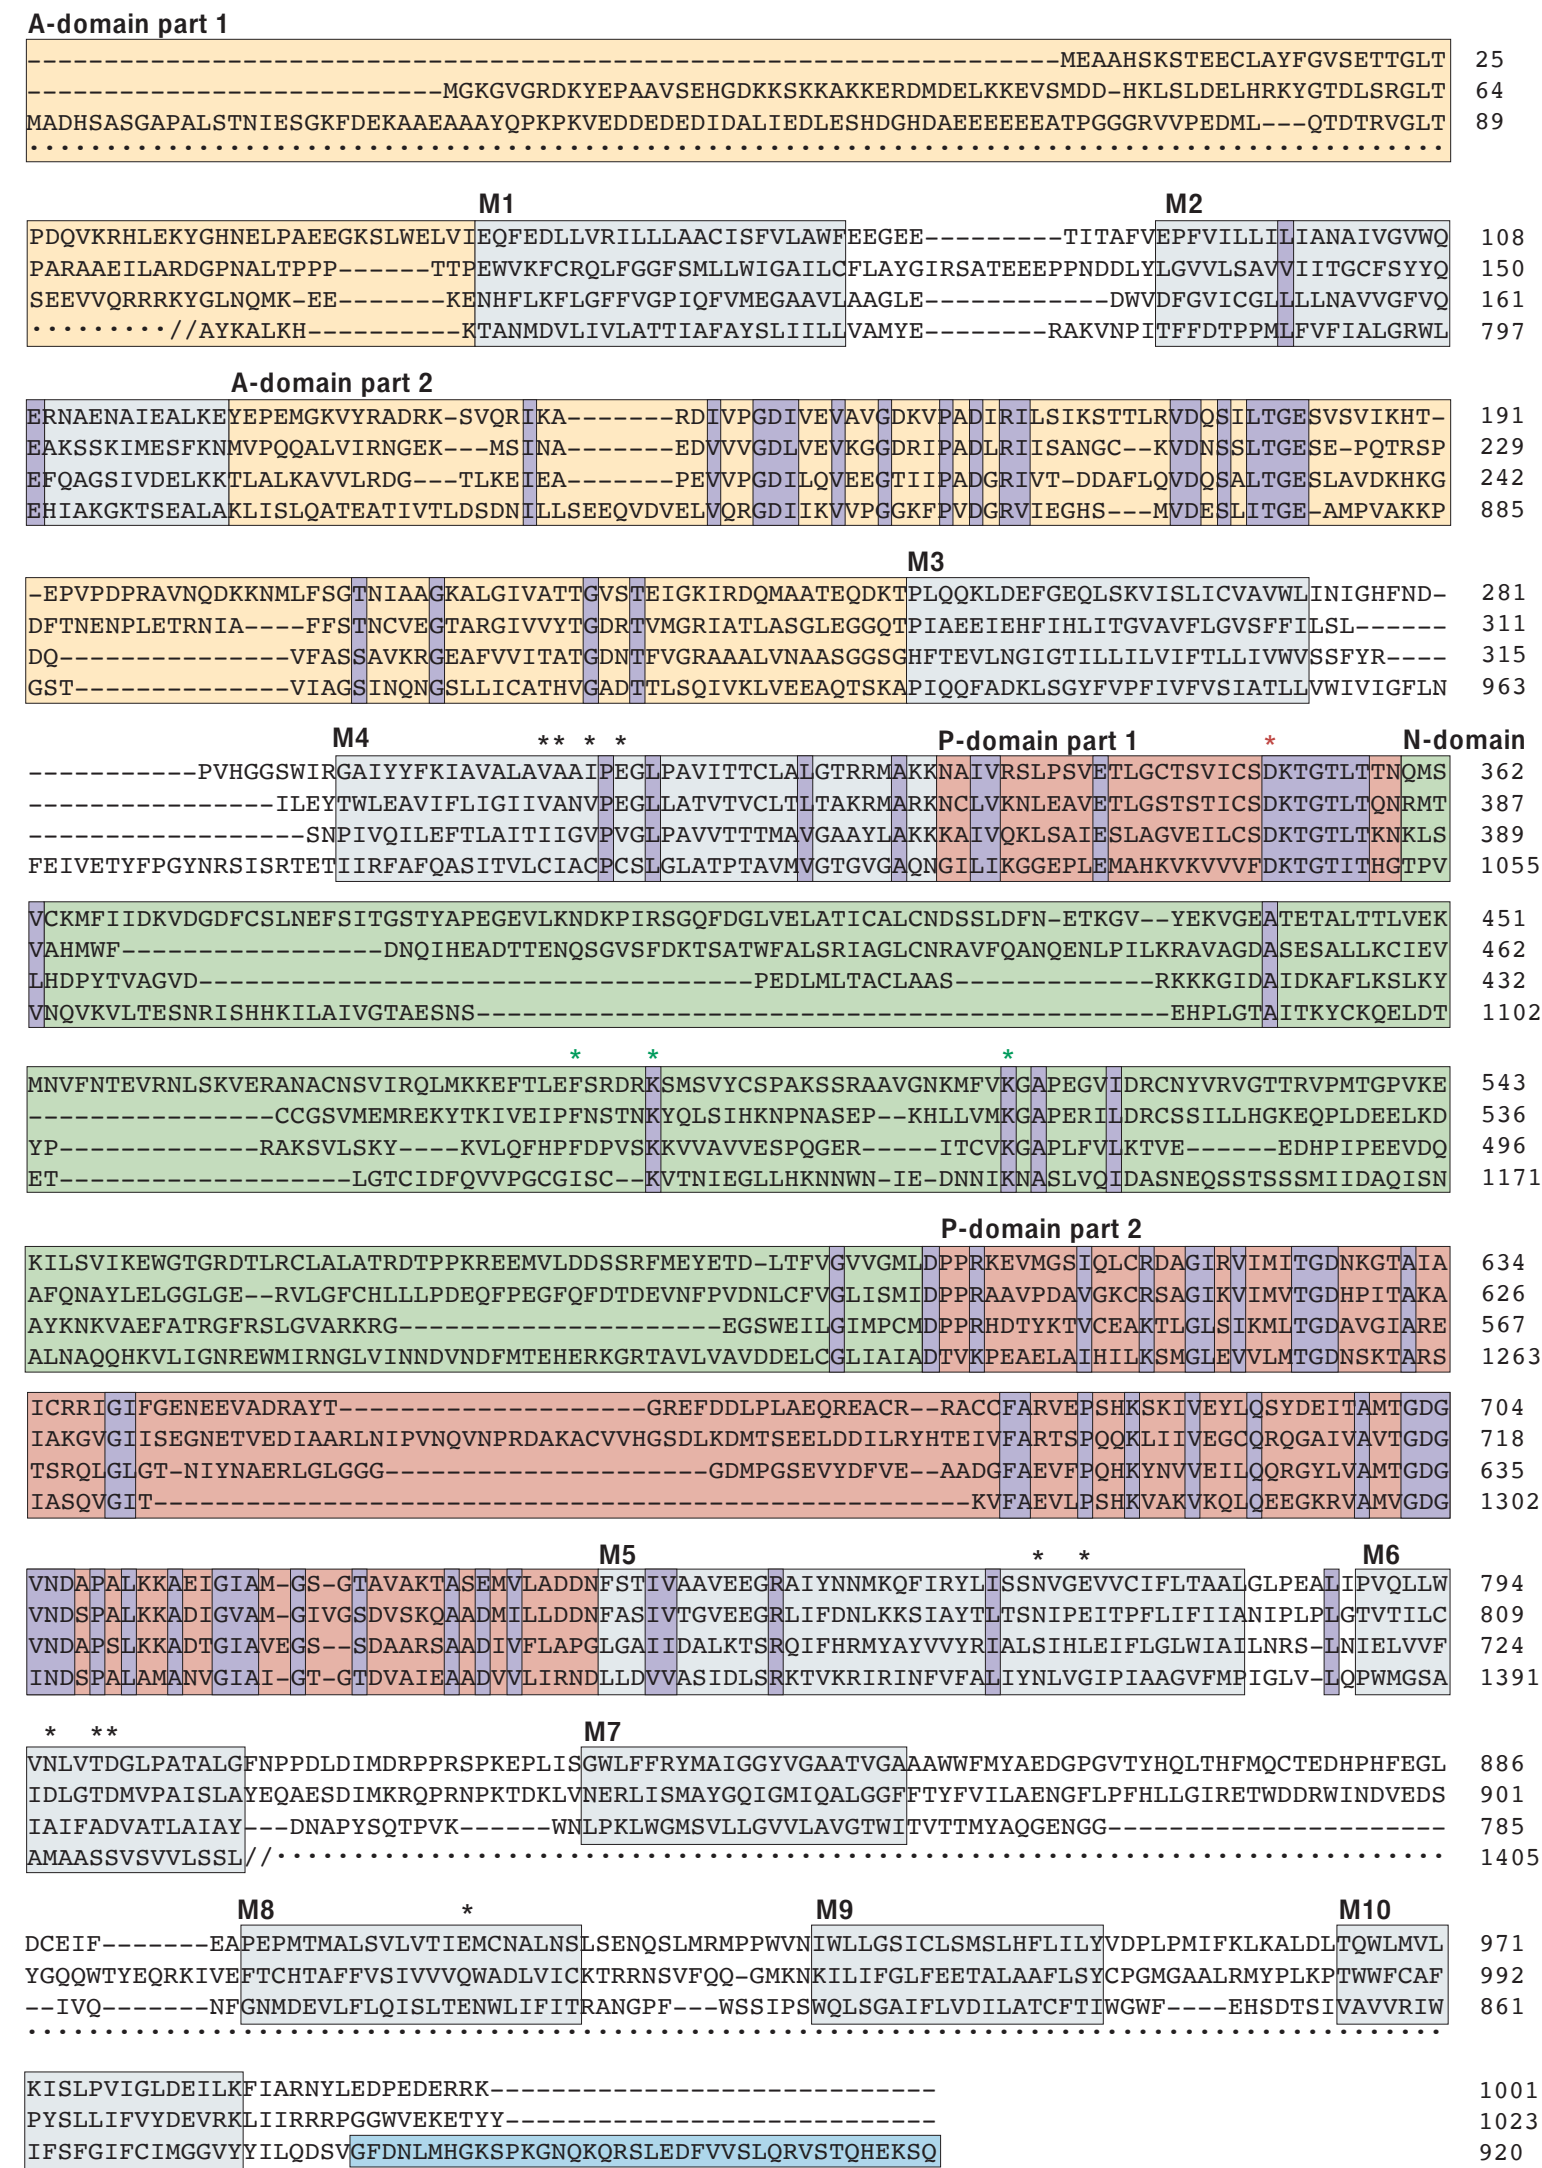 A-domain part 1
-------------------------------------------------------------------MEAAHSKSTEECLAYFGVSETTGLT 25
---------------------------MGKGVGRDKYEPAAVSEHGDKKSKKAKKERDMDELKKEVSMDD-HKLSLDELHRKYGTDLSRGLT 64
MADHSASGAPALSTNIESGKFDEKAAEAAAYQPKPKVEDDEDEDIDALIEDLESHDGHDAEEEEEEATPGGGRVVPEDML---QTDTRVGLT 89
............................................................................................
M1 M2
PDQVKRHLEKYGHNELPAEEGKSLWELVIEQFEDLLVRILLLAACISFVLAWFEEGEE---------TITAFVEPFVILLILIANAIVGVWQ 108
PARAAEILARDGPNALTPPP------TTPEWVKFCRQLFGGFSMLLWIGAILCFLAYGIRSATEEEPPNDDLYLGVVLSAVVIITGCFSYYQ 150
SEEVVQRRRKYGLNQMK-EE-------KENHFLKFLGFFVGPIQFVMEGAAVLAAGLE------------DWVDFGVICGLLLLNAVVGFVQ 161
.........//AYKALKH----------KTANMDVLIVLATTIAFAYSLIILLVAMYE-------RAKVNPITFFDTPPMLFVFIALGRWL 797
A-domain part 2
ERNAENAIEALKEYEPEMGKVYRADRK-SVQRIKA-------RDIVPGDIVEVAVGDKVPADIRILSIKSTTLRVDQSILTGESVSVIKHT- 191
EAKSSKIMESFKNMVPQQALVIRNGEK---MSINA-------EDVVVGDLVEVKGGDRIPADLRIISANGC--KVDNSSLTGESE-PQTRSP 229
EFQAGSIVDELKKTLALKAVVLRDG---TLKEIEA-------PEVVPGDILQVEEGTIIPADGRIVT-DDAFLQVDQSALTGESLAVDKHKG 242
EHIAKGKTSEALAKLISLQATEATIVTLDSDNILLSEEQVDVELVQRGDIIKVVPGGKFPVDGRVIEGHS---MVDESLITGE-AMPVAKKP 885
M3
-EPVPDPRAVNQDKKNMLFSGTNIAAGKALGIVATTGVSTEIGKIRDQMAATEQDKTPLQQKLDEFGEQLSKVISLICVAVWLINIGHFND- 281
DFTNENPLETRNIA----FFSTNCVEGTARGIVVYTGDRTVMGRIATLASGLEGGQTPIAEEIEHFIHLITGVAVFLGVSFFILSL------ 311
DQ---------------VFASSAVKRGEAFVVITATGDNTFVGRAAALVNAASGGSGHFTEVLNGIGTILLILVIFTLLIVWVSSFYR---- 315
GST--------------VIAGSINQNGSLLICATHVGADTTLSQIVKLVEEAQTSKAPIQQFADKLSGYFVPFIVFVSIATLLVWIVIGFLN 963
M4 ** * * P-domain part 1 * N-domain
-----------PVHGGSWIRGAIYYFKIAVALAVAAIPEGLPAVITTCLALGTRRMAKKNAIVRSLPSVETLGCTSVICSDKTGTLTTNQMS 362
----------------ILEYTWLEAVIFLIGIIVANVPEGLLATVTVCLTLTAKRMARKNCLVKNLEAVETLGSTSTICSDKTGTLTQNRMT 387
------------------SNPIVQILEFTLAITIIGVPVGLPAVVTTTMAVGAAYLAKKKAIVQKLSAIESLAGVEILCSDKTGTLTKNKLS 389
FEIVETYFPGYNRSISRTETIIRFAFQASITVLCIACPCSLGLATPTAVMVGTGVGAQNGILIKGGEPLEMAHKVKVVVFDKTGTITHGTPV 1055
VCKMFIIDKVDGDFCSLNEFSITGSTYAPEGEVLKNDKPIRSGQFDGLVELATICALCNDSSLDFN-ETKGV--YEKVGEATETALTTLVEK 451
VAHMWF-----------------DNQIHEADTTENQSGVSFDKTSATWFALSRIAGLCNRAVFQANQENLPILKRAVAGDASESALLKCIEV 462
LHDPYTVAGVD------------------------------------PEDLMLTACLAAS-------------RKKKGIDAIDKAFLKSLKY 432
VNQVKVLTESNRISHHKILAIVGTAESNS---------------------------------------------EHPLGTAITKYCKQELDT 1102
* * *
MNVFNTEVRNLSKVERANACNSVIRQLMKKEFTLEFSRDRKSMSVYCSPAKSSRAAVGNKMFVKGAPEGVIDRCNYVRVGTTRVPMTGPVKE 543
----------------CCGSVMEMREKYTKIVEIPFNSTNKYQLSIHKNPNASEP--KHLLVMKGAPERILDRCSSILLHGKEQPLDEELKD 536
YP-------------RAKSVLSKY----KVLQFHPFDPVSKKVVAVVESPQGER-----ITCVKGAPLFVLKTVE------EDHPIPEEVDQ 496
ET-------------------LGTCIDFQVVPGCGISC--KVTNIEGLLHKNNWN-IE-DNNIKNASLVQIDASNEQSSTSSSMIIDAQISN 1171
P-domain part 2
KILSVIKEWGTGRDTLRCLALATRDTPPKREEMVLDDSSRFMEYETD-LTFVGVVGMLDPPRKEVMGSIQLCRDAGIRVIMITGDNKGTAIA 634
AFQNAYLELGGLGE--RVLGFCHLLLPDEQFPEGFQFDTDEVNFPVDNLCFVGLISMIDPPRAAVPDAVGKCRSAGIKVIMVTGDHPITAKA 626
AYKNKVAEFATRGFRSLGVARKRG---------------------EGSWEILGIMPCMDPPRHDTYKTVCEAKTLGLSIKMLTGDAVGIARE 567
ALNAQQHKVLIGNREWMIRNGLVINNDVNDFMTEHERKGRTAVLVAVDDELCGLIAIADTVKPEAELAIHILKSMGLEVVLMTGDNSKTARS 1263
ICRRIGIFGENEEVADRAYT--------------------GREFDDLPLAEQREACR--RACCFARVEPSHKSKIVEYLQSYDEITAMTGDG 704
IAKGVGIISEGNETVEDIAARLNIPVNQVNPRDAKACVVHGSDLKDMTSEELDDILRYHTEIVFARTSPQQKLIIVEGCQRQGAIVAVTGDG 718
TSRQLGLGT-NIYNAERLGLGGG---------------------GDMPGSEVYDFVE--AADGFAEVFPQHKYNVVEILQQRGYLVAMTGDG 635
IASQVGIT-----------------------------------------------------KVFAEVLPSHKVAKVKQLQEEGKRVAMVGDG 1302
M5 * * M6
VNDAPALKKAEIGIAM-GS-GTAVAKTASEMVLADDNFSTIVAAVEEGRAIYNNMKQFIRYLISSNVGEVVCIFLTAALGLPEALIPVQLLW 794
VNDSPALKKADIGVAM-GIVGSDVSKQAADMILLDDNFASIVTGVEEGRLIFDNLKKSIAYTLTSNIPEITPFLIFIIANIPLPLGTVTILC 809
VNDAPSLKKADTGIAVEGS--SDAARSAADIVFLAPGLGAIIDALKTSRQIFHRMYAYVVYRIALSIHLEIFLGLWIAILNRS-LNIELVVF 724
INDSPALAMANVGIAI-GT-GTDVAIEAADVVLIRNDLLDVVASIDLSRKTVKRIRINFVFALIYNLVGIPIAAGVFMPIGLV-LQPWMGSA 1391
* ** M7
VNLVTDGLPATALGFNPPDLDIMDRPPRSPKEPLISGWLFFRYMAIGGYVGAATVGAAAWWFMYAEDGPGVTYHQLTHFMQCTEDHPHFEGL 886
IDLGTDMVPAISLAYEQAESDIMKRQPRNPKTDKLVNERLISMAYGQIGMIQALGGFFTYFVILAENGFLPFHLLGIRETWDDRWINDVEDS 901
IAIFADVATLAIAY---DNAPYSQTPVK------WNLPKLWGMSVLLGVVLAVGTWITVTTMYAQGENGG---------------------- 785
AMAASSVSVVLSSL//............................................................................ 1405
M8 * M9 M10
DCEIF-------EAPEPMTMALSVLVTIEMCNALNSLSENQSLMRMPPWVNIWLLGSICLSMSLHFLILYVDPLPMIFKLKALDLTQWLMVL 971
YGQQWTYEQRKIVEFTCHTAFFVSIVVVQWADLVICKTRRNSVFQQ-GMKNKILIFGLFEETALAAFLSYCPGMGAALRMYPLKPTWWFCAF 992
--IVQ-------NFGNMDEVLFLQISLTENWLIFITRANGPF---WSSIPSWQLSGAIFLVDILATCFTIWGWF----EHSDTSIVAVVRIW 861
............................................................................................
KISLPVIGLDEILKFIARNYLEDPEDERRK----------------------------- 1001
PYSLLIFVYDEVRKLIIRRRPGGWVEKETYY---------------------------- 1023
IFSFGIFCIMGGVYYILQDSVGFDNLMHGKSPKGNQKQRSLEDFVVSLQRVSTQHEKSQ 920